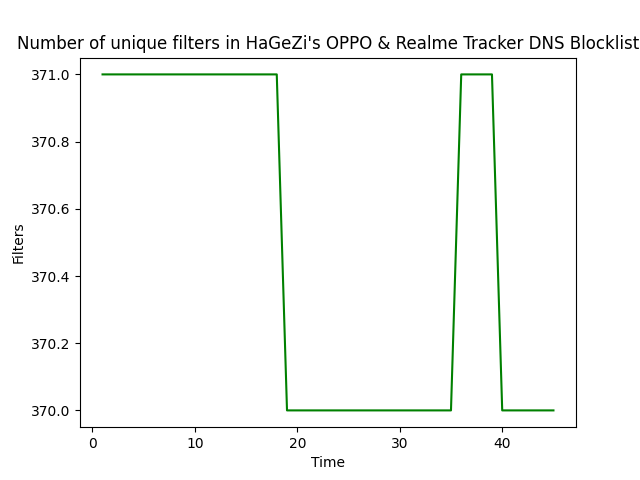 Number of unique filters in HaGeZi's OPPO & Realme Tracker DNS Blocklist
371.0
370.8
370.6
370.4
370.2
370.0
Filters
0 10 20 30 40
Time